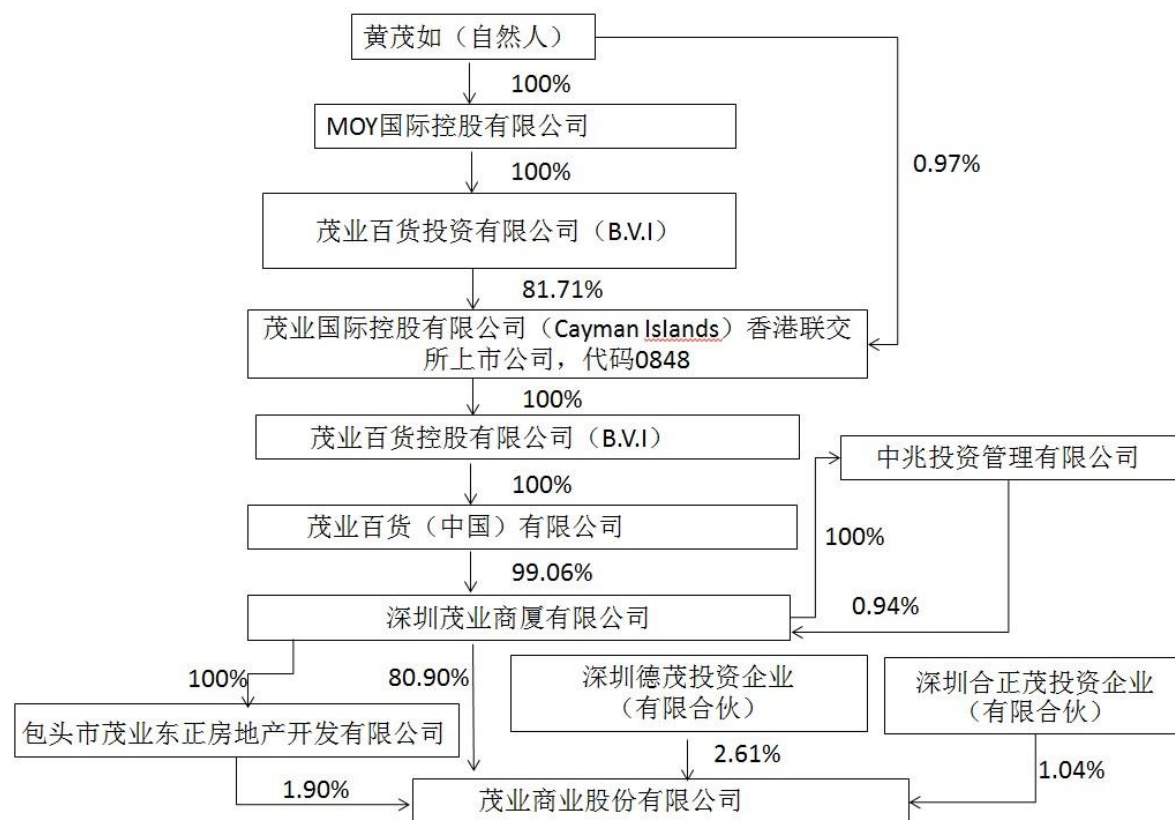 黄茂如（自然人）
100%
MOY国际控股有限公司
0.97%
100%
茂业百货投资有限公司（B.V.I）
81.71%
茂业国际控股有限公司（Cayman Islands）香港联交
所上市公司，代码0848
100%
茂业百货控股有限公司（B.V.I）
中兆投资管理有限公司
100%
茂业百货（中国）有限公司
100%
99.06%
深圳茂业商厦有限公司
0.94%
100%
80.90%
深圳德茂投资企业
（有限合伙）
深圳合正茂投资企业
（有限合伙）
包头市茂业东正房地产开发有限公司
2.61%
1.04%
1.90%
茂业商业股份有限公司